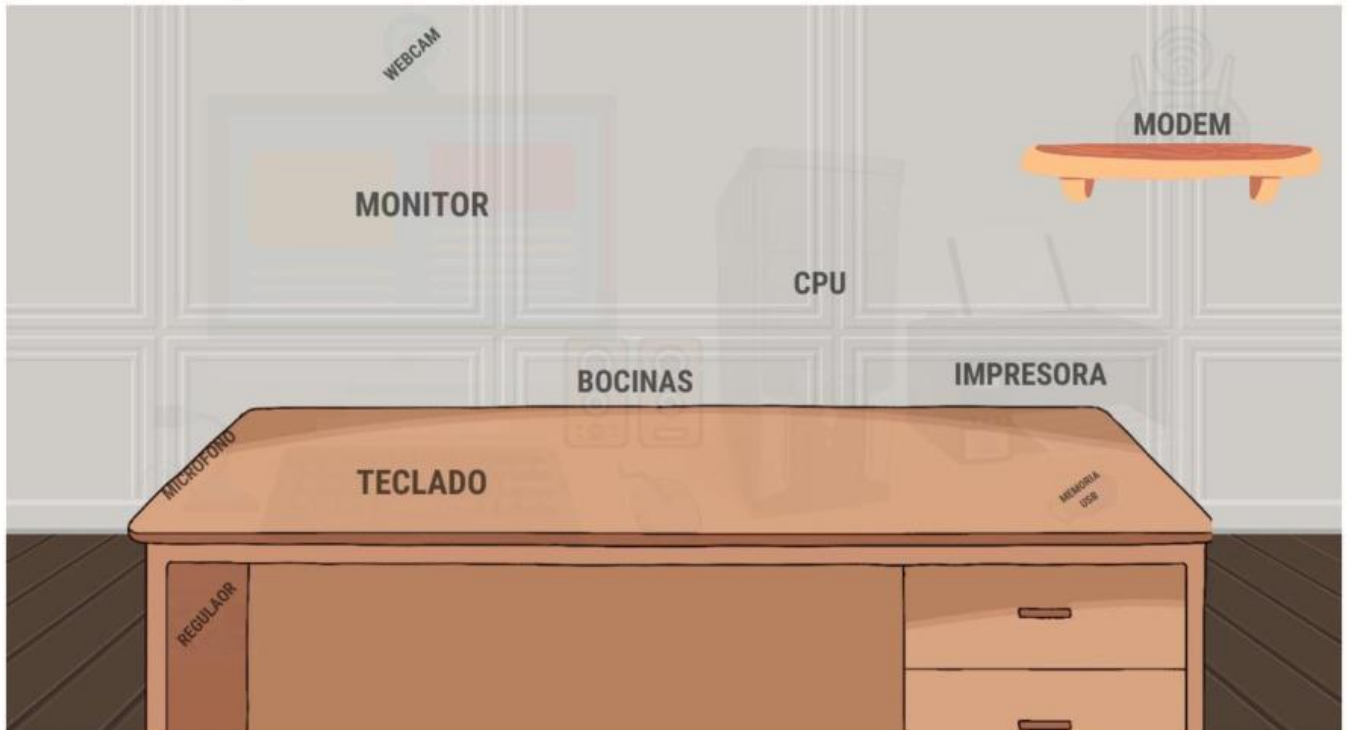 WEBCAM
MODEM
MONITOR
CPU
IMPRESORA
BOCINAS
MICROFONO
TECLADO
MEMORIA
USB
REGULAOR